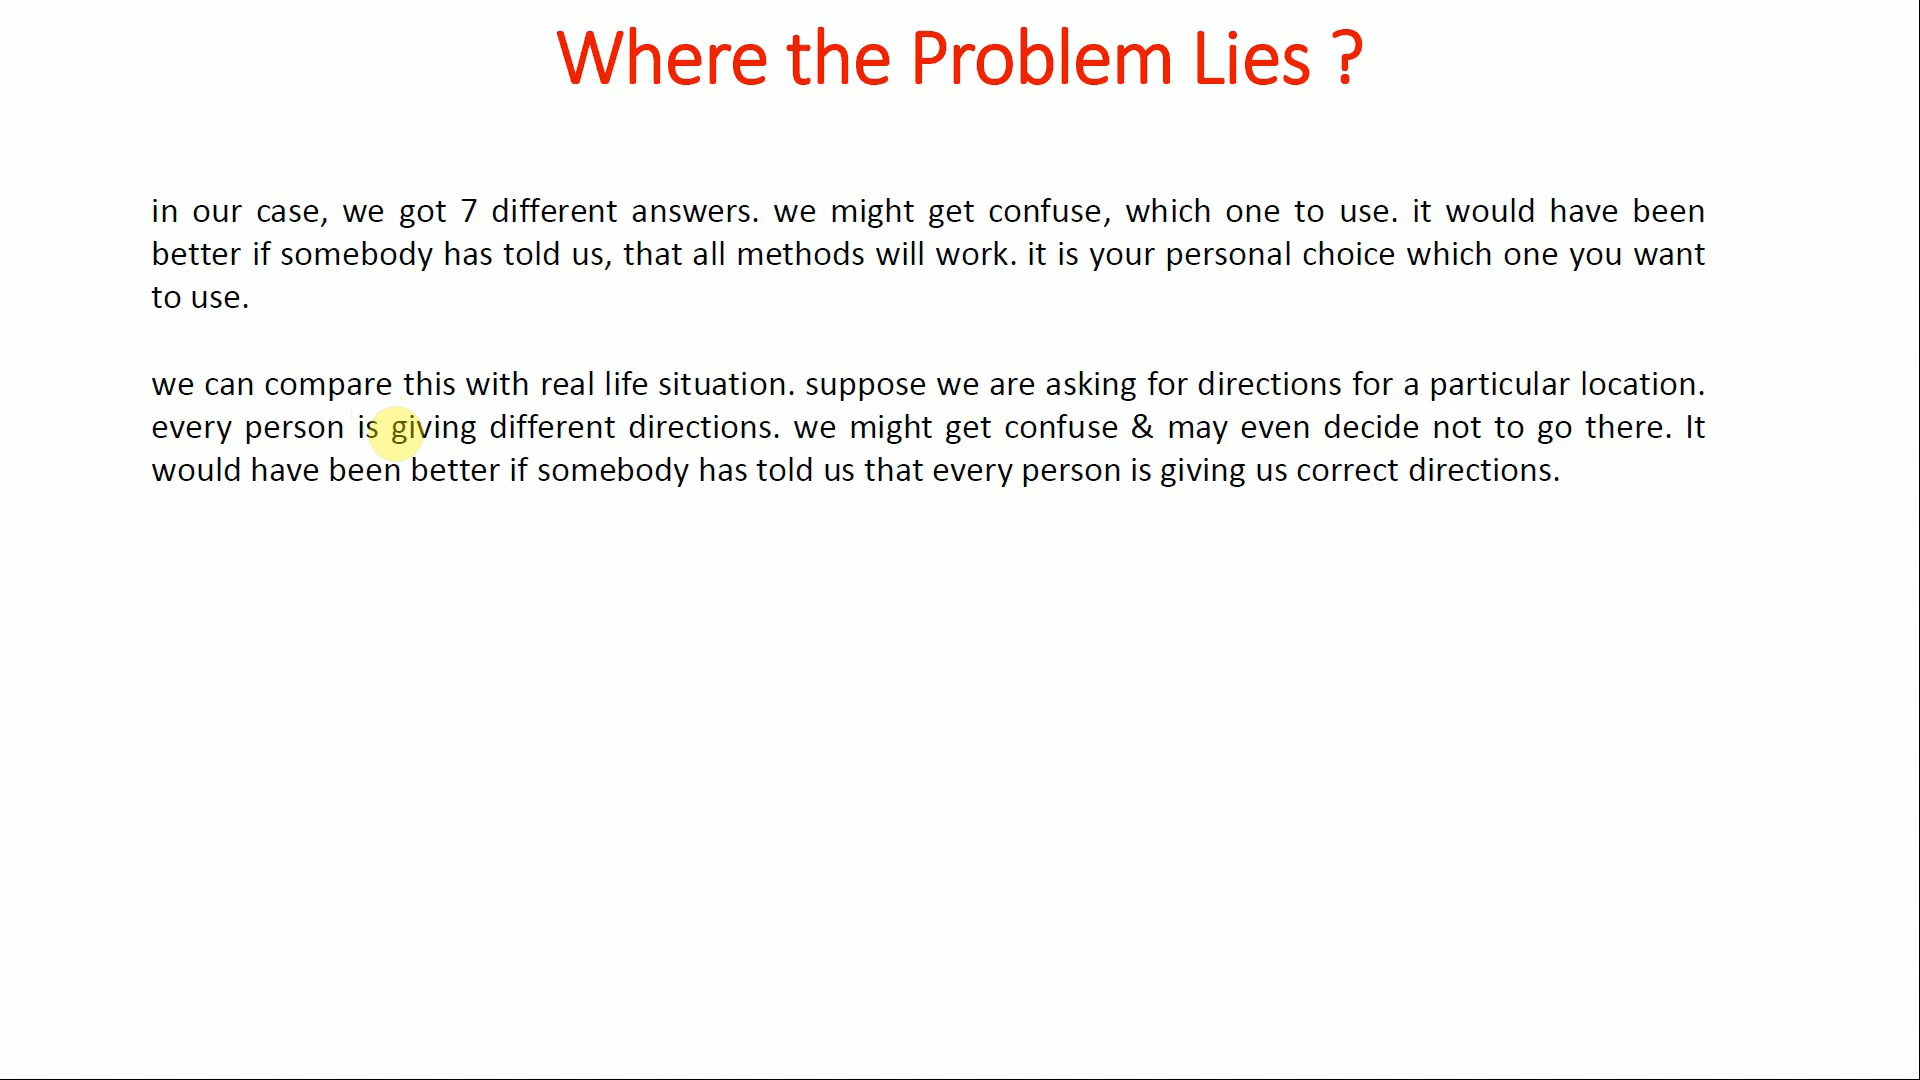 Where the Problem Lies ?
in our case, we got 7 different answers. we might get confuse, which one to use. it would have been
better if somebody has told us, that all methods will work. it is your personal choice which one you want
to use.
we can compare this with real life situation. suppose we are asking for directions for a particular location.
every person is giving different directions. we might get confuse & may even decide not to go there. It
would have been better if somebody has told us that every person is giving us correct directions.